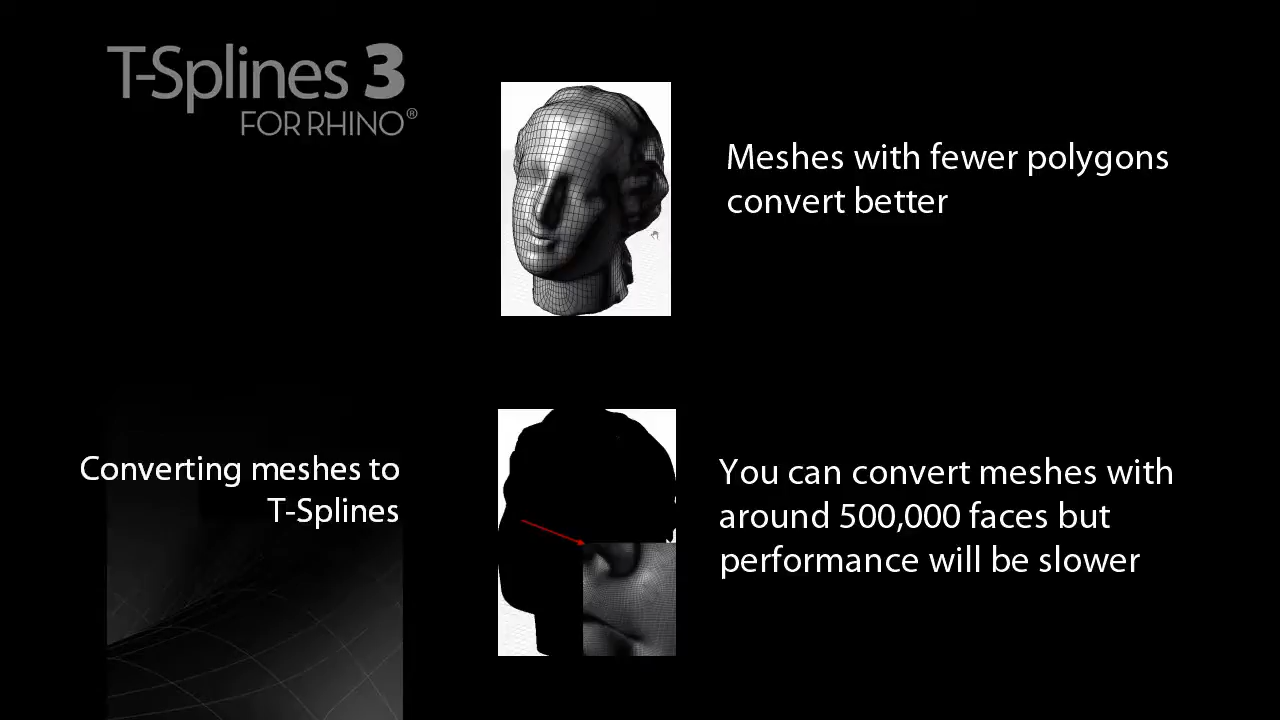 T-Splines 3
FOR RHINO®
Meshes with fewer polygons
convert better
Converting meshes to
T-Splines
You can convert meshes with
around 500,000 faces but
performance will be slower